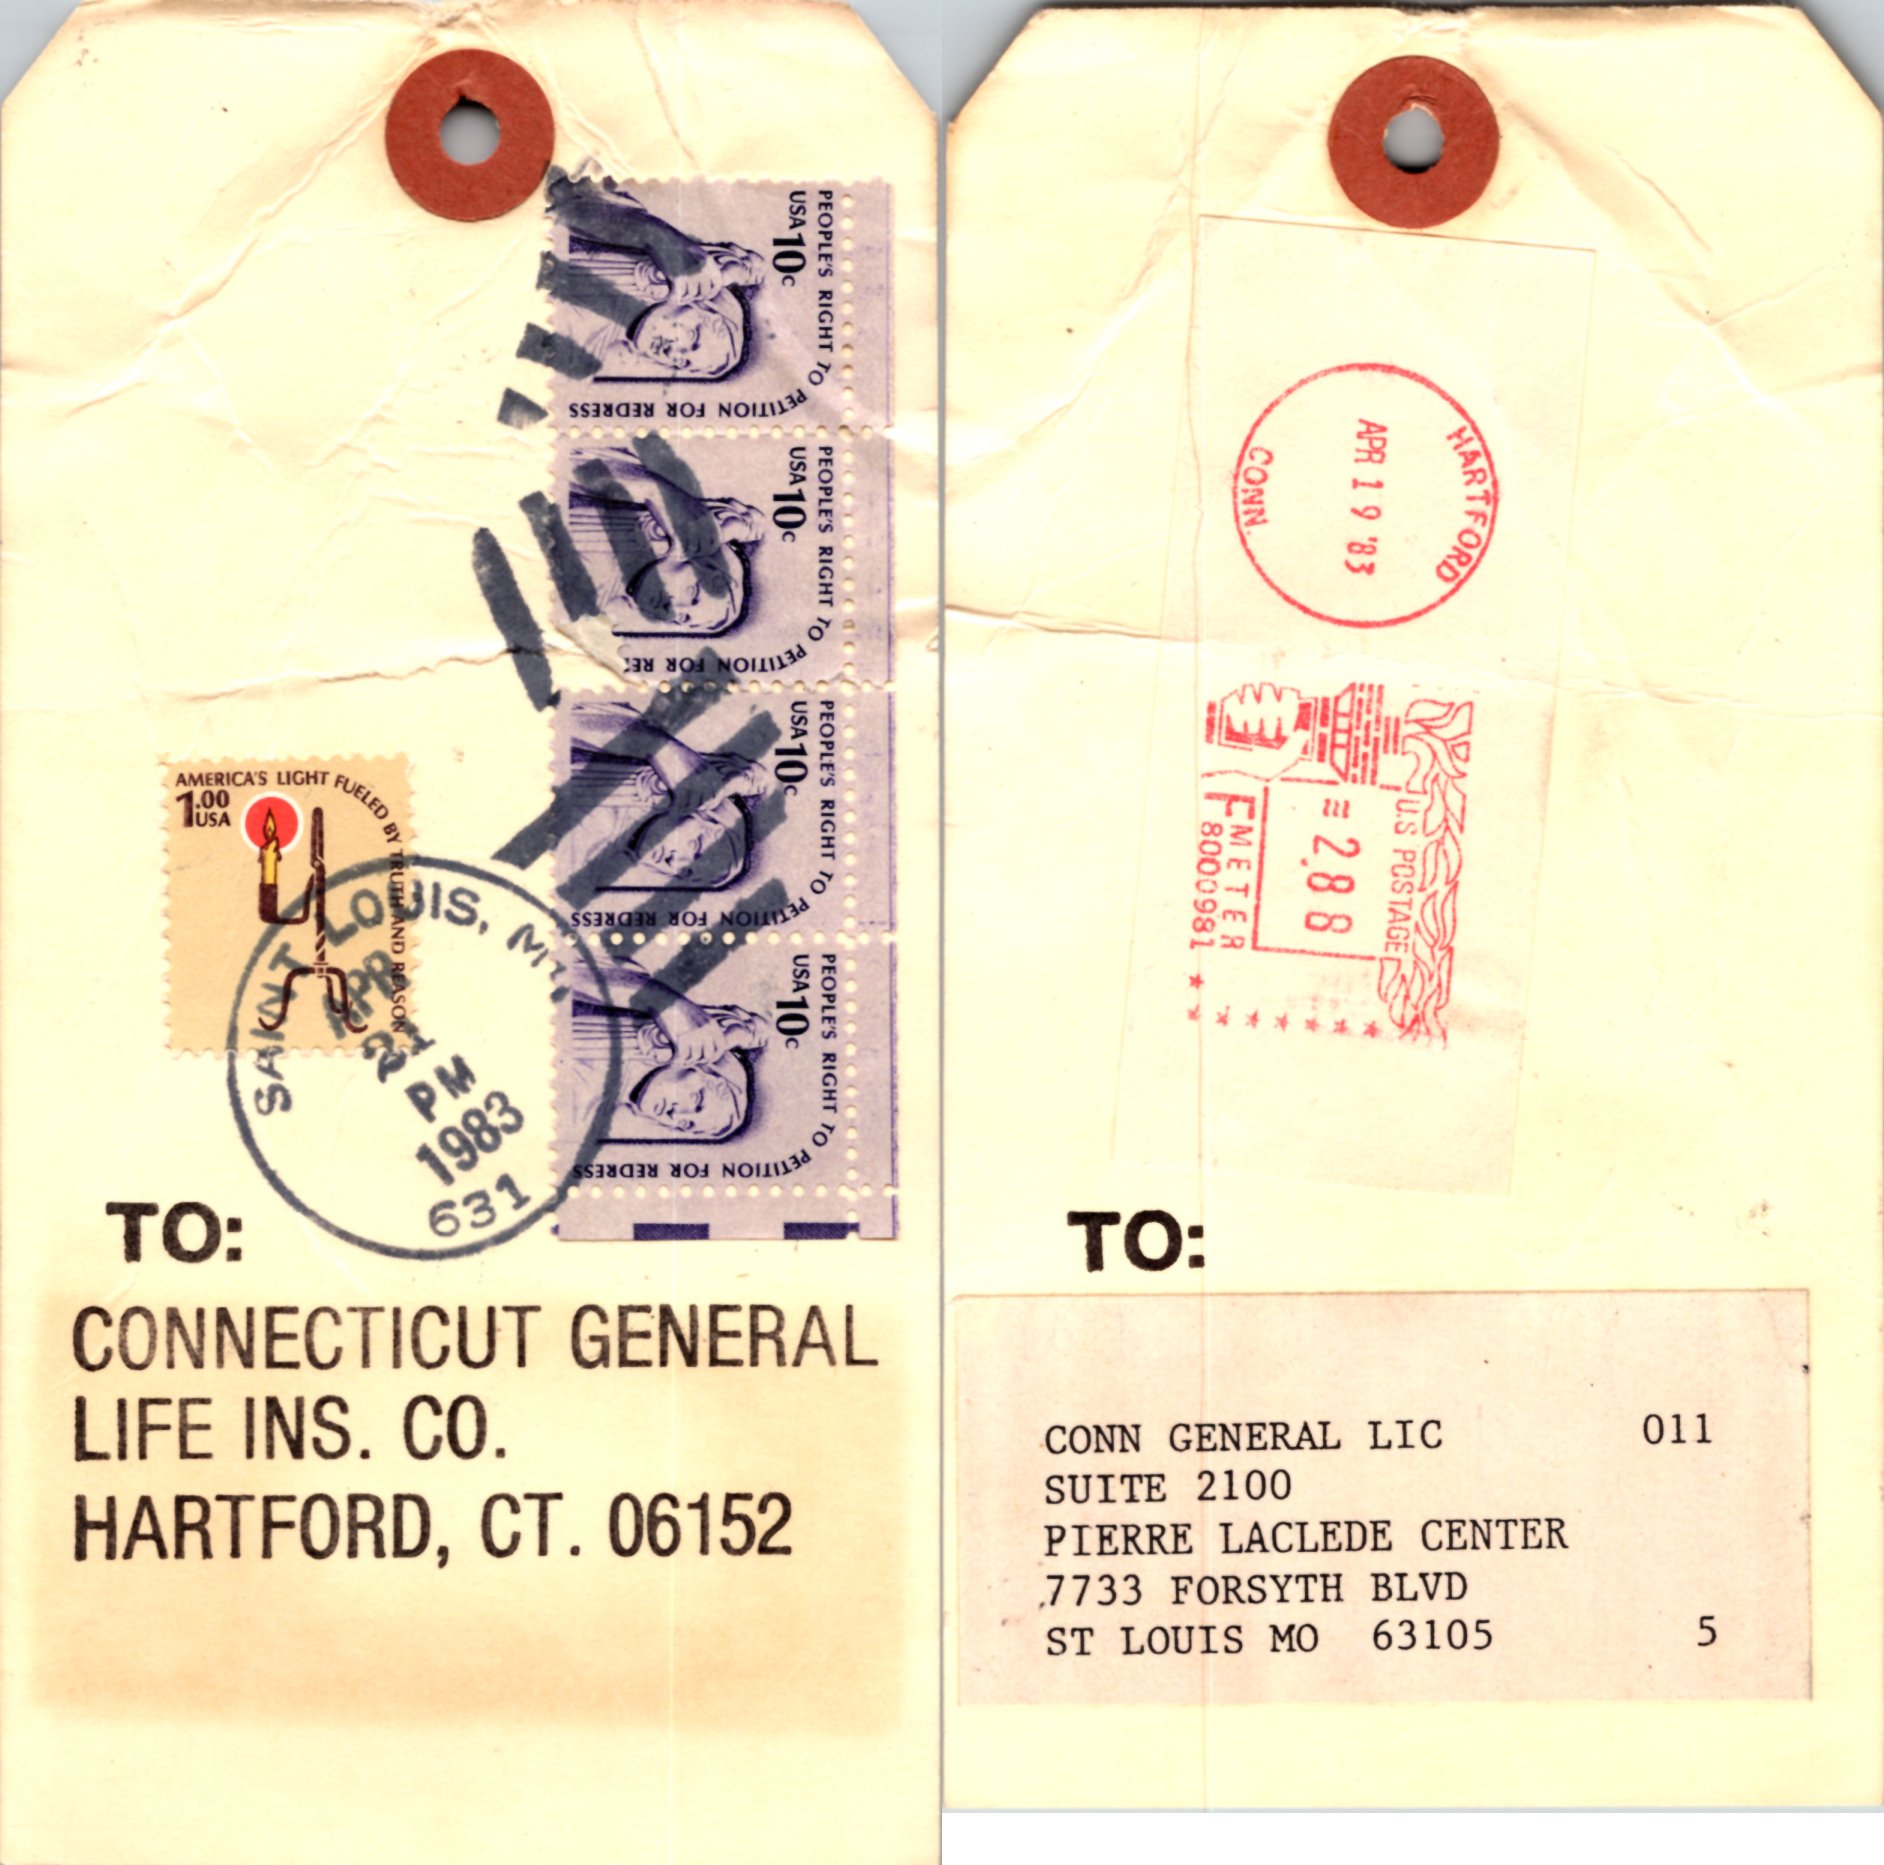 PEOPLE'S RIGHT TO PETITION FOR REDRESS
USA 10c
PEOPLE'S RIGHT TO PETITION FOR RE
USA 10c
PEOPLE'S RIGHT TO PETITION FOR REDRESS
USA 10c
PEOPLE'S RIGHT TO PETITION FOR REDRESS
USA 10c
AMERICA'S LIGHT FUELED BY TRUTH AND REASON
1.00
USA
SAINT LOUIS,
APR
21
PM
1983
631
TO:
CONNECTICUT GENERAL
LIFE INS. CO.
HARTFORD, CT. 06152
HARTFORD
APR 19 '83
CONN.
U.S POSTAGE
2.88
METER
8000981
TO:
CONN GENERAL LIC 011
SUITE 2100
PIERRE LACLEDE CENTER
7733 FORSYTH BLVD
ST LOUIS MO 63105 5